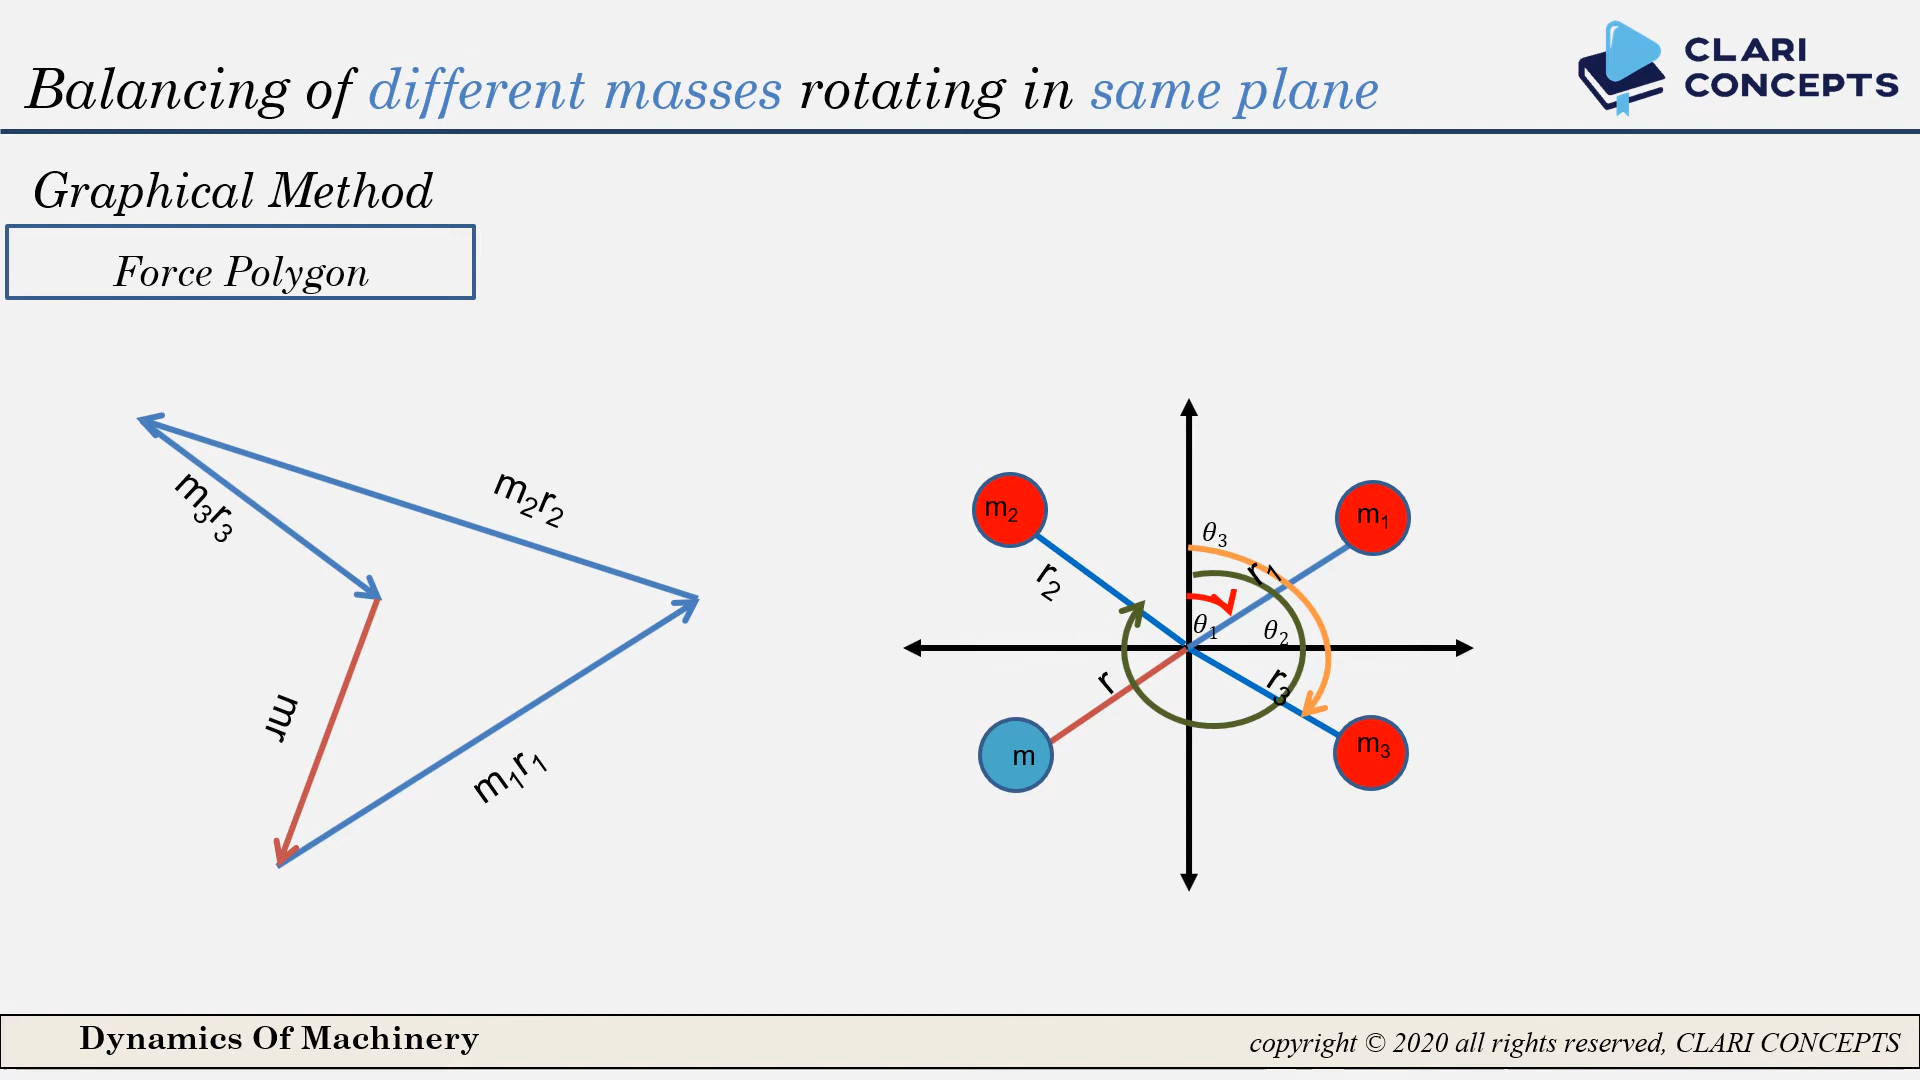 Balancing of different masses rotating in same plane
CLARI
CONCEPTS
Graphical Method
Force Polygon
m₃r₃
m₂r₂
mr
m₁r₁
m₂
m₁
θ₃
r₂
r₁
θ₁
θ₂
r
r₃
m
m₃
Dynamics Of Machinery
copyright © 2020 all rights reserved, CLARI CONCEPTS